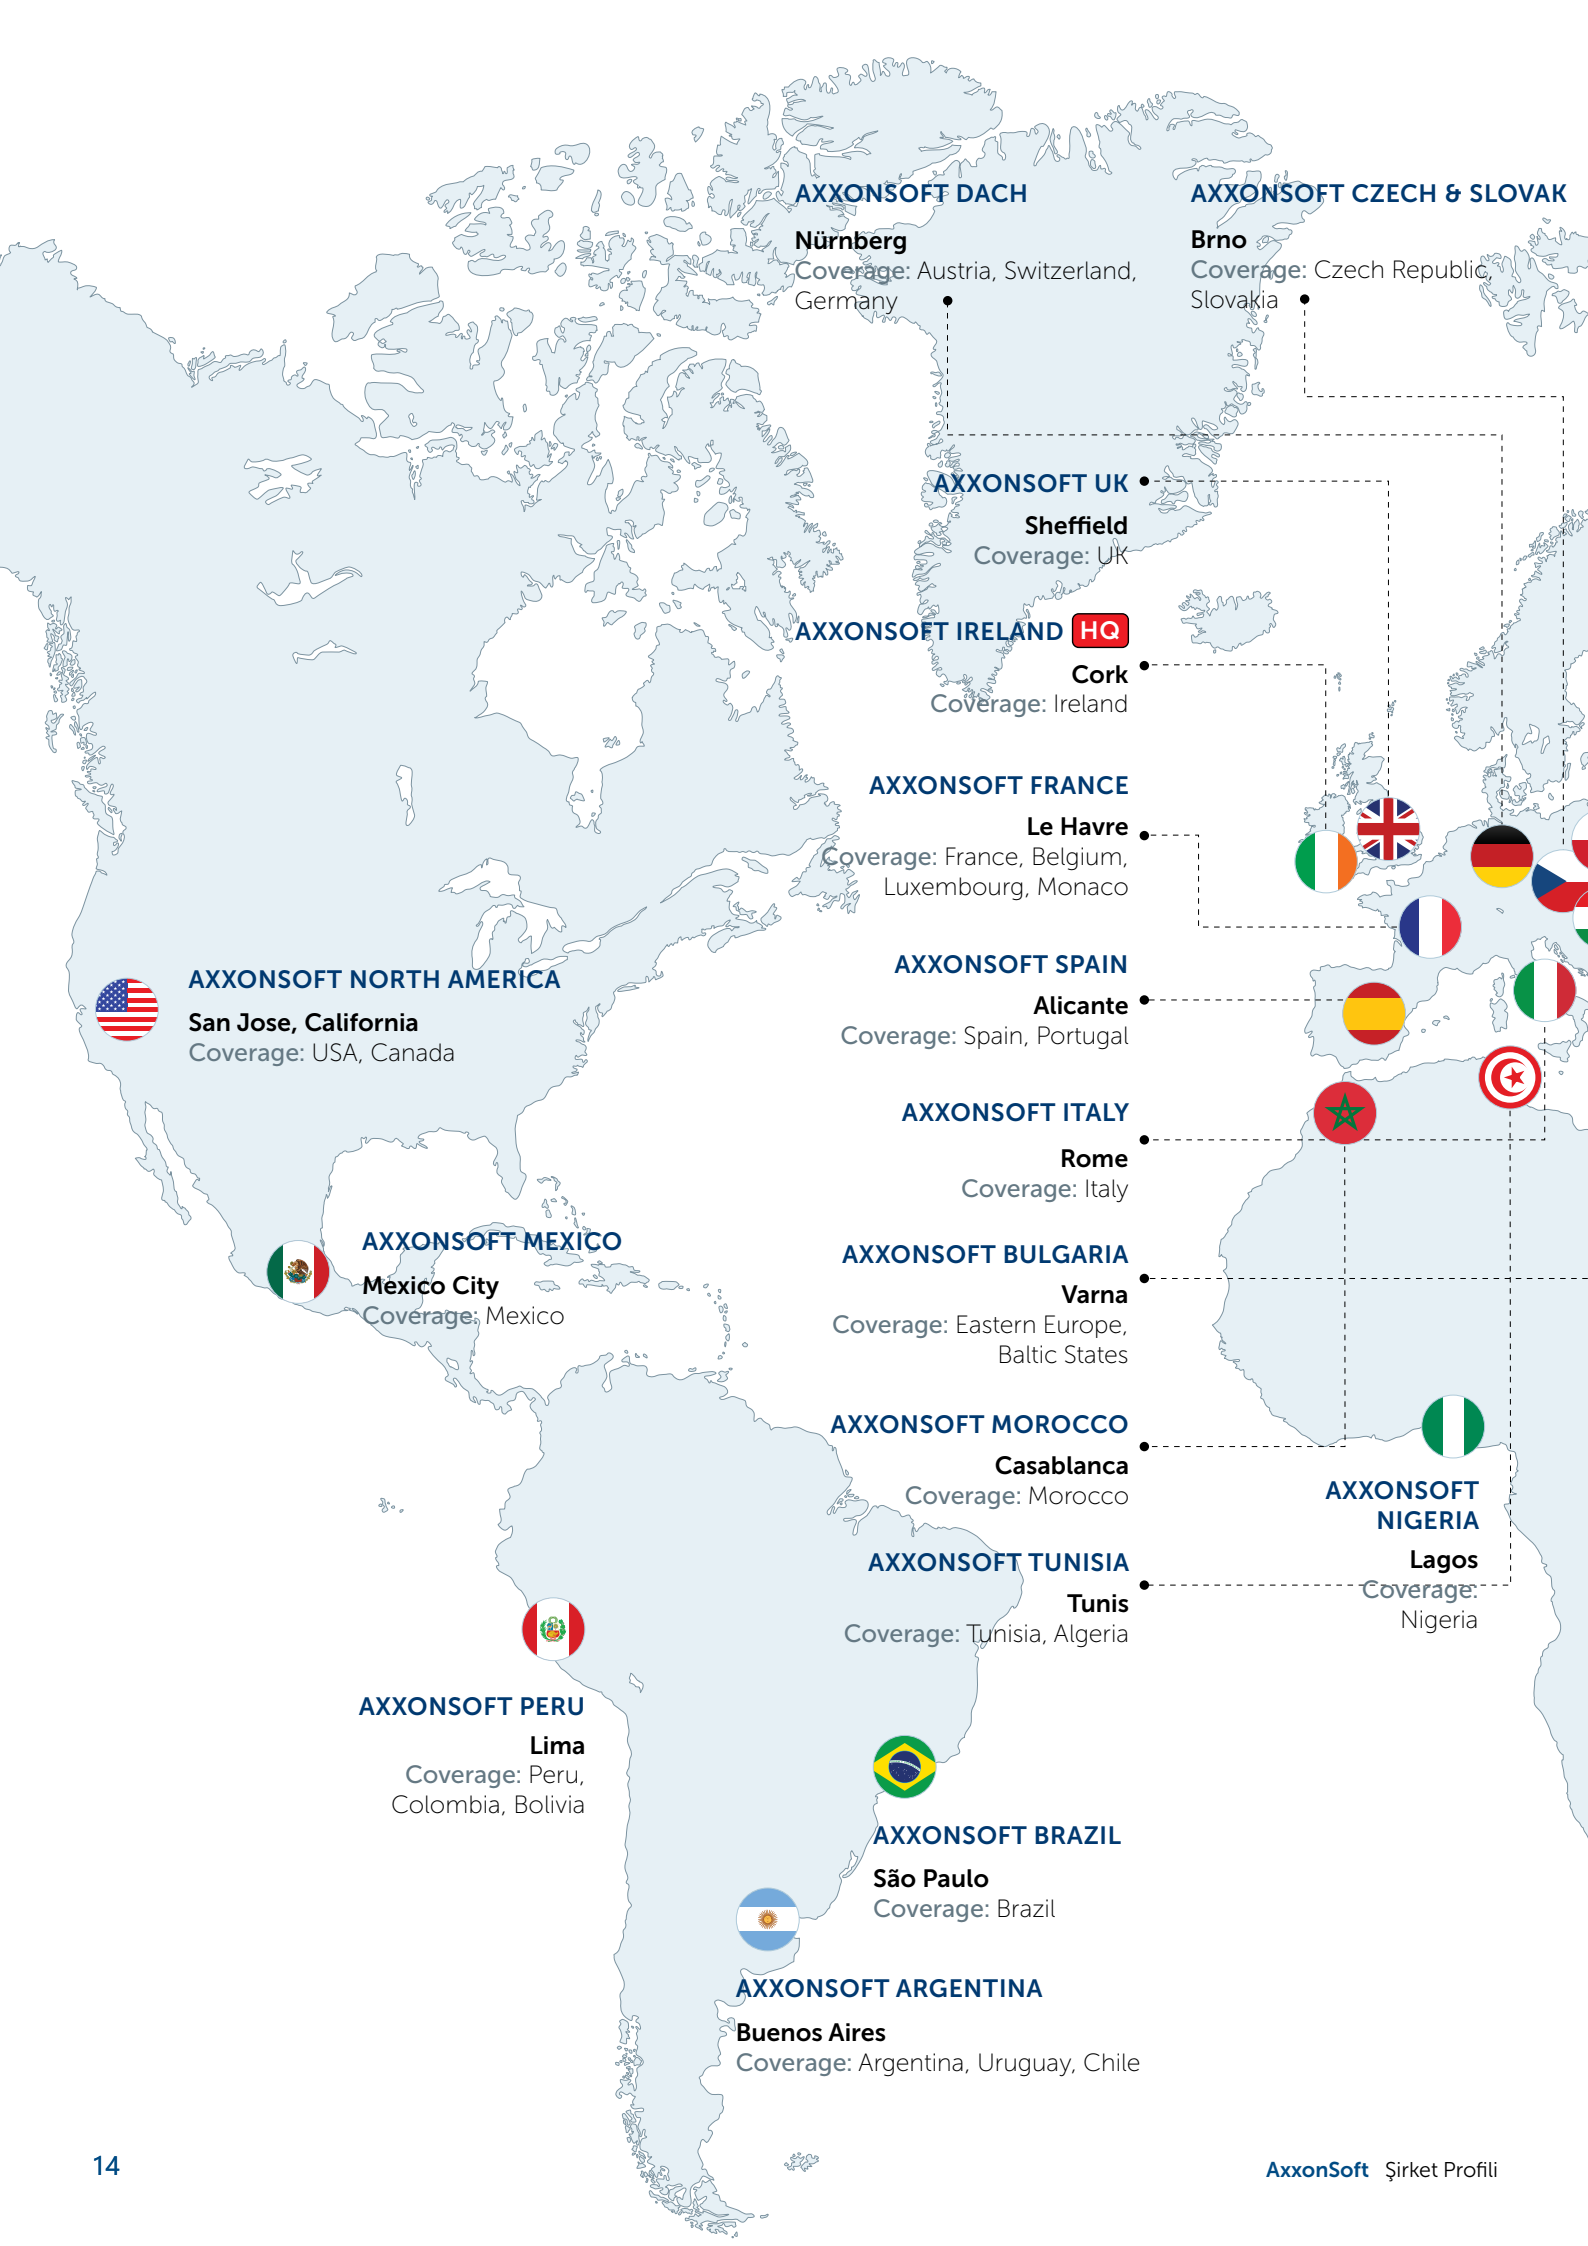 AXXONSOFT DACH
Nürnberg
Coverage: Austria, Switzerland,
Germany
AXXONSOFT CZECH & SLOVAK
Brno
Coverage: Czech Republic,
Slovakia
AXXONSOFT UK
Sheffield
Coverage: UK
AXXONSOFT IRELAND HQ
Cork
Coverage: Ireland
AXXONSOFT FRANCE
Le Havre
Coverage: France, Belgium,
Luxembourg, Monaco
AXXONSOFT SPAIN
Alicante
Coverage: Spain, Portugal
AXXONSOFT NORTH AMERICA
San Jose, California
Coverage: USA, Canada
AXXONSOFT ITALY
Rome
Coverage: Italy
AXXONSOFT MEXICO
Mexico City
Coverage: Mexico
AXXONSOFT BULGARIA
Varna
Coverage: Eastern Europe,
Baltic States
AXXONSOFT MOROCCO
Casablanca
Coverage: Morocco
AXXONSOFT
NIGERIA
Lagos
Coverage:
Nigeria
AXXONSOFT TUNISIA
Tunis
Coverage: Tunisia, Algeria
AXXONSOFT PERU
Lima
Coverage: Peru,
Colombia, Bolivia
AXXONSOFT BRAZIL
São Paulo
Coverage: Brazil
AXXONSOFT ARGENTINA
Buenos Aires
Coverage: Argentina, Uruguay, Chile
14
AxxonSoft Şirket Profili